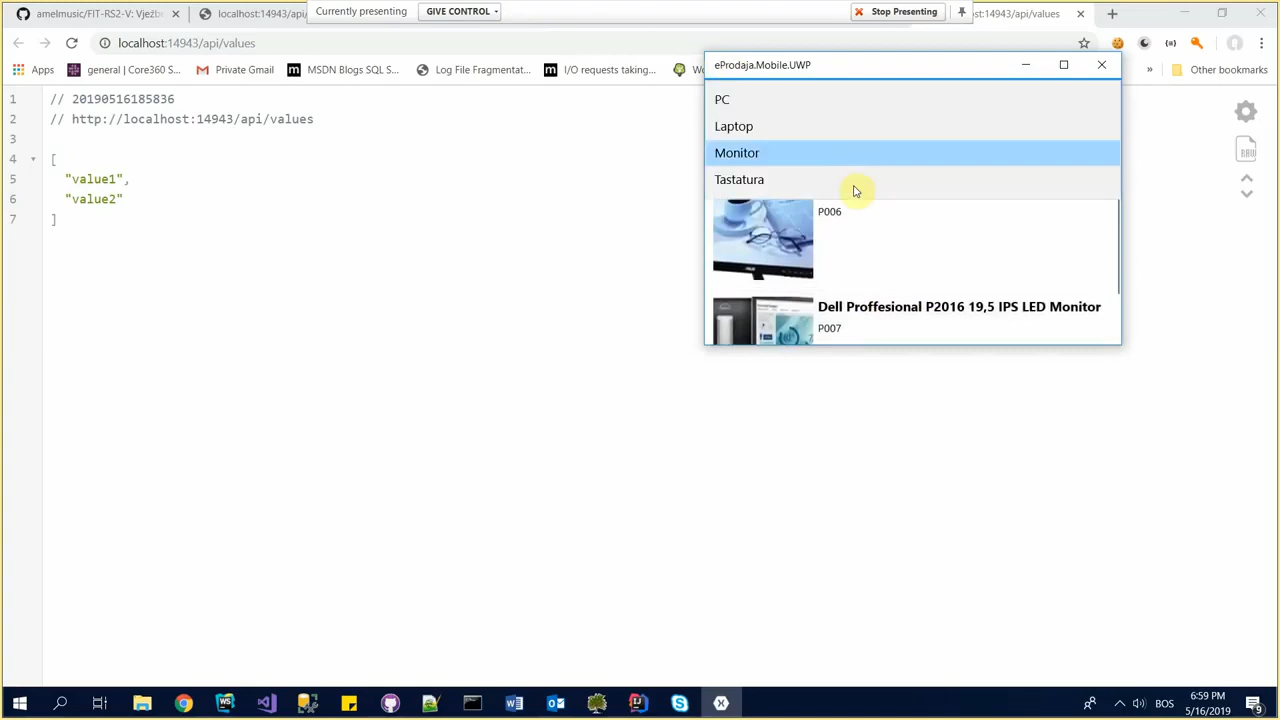 amelmusic/FIT-RS2-V: Vježb
localhost:14943/api/
Currently presenting
GIVE CONTROL
Stop Presenting
st:14943/api/values
localhost:14943/api/values
Apps
general | Core360 S...
Private Gmail
MSDN Blogs SQL S...
Log File Fragmentat...
I/O requests taking...
Other bookmarks
eProdaja.Mobile.UWP
PC
Laptop
Monitor
Tastatura
P006
Dell Proffesional P2016 19,5 IPS LED Monitor
P007
1 // 20190516185836
2 // http://localhost:14943/api/values
3
4 [
5 "value1",
6 "value2"
7 ]
RAW
6:59 PM
BOS
5/16/2019
9